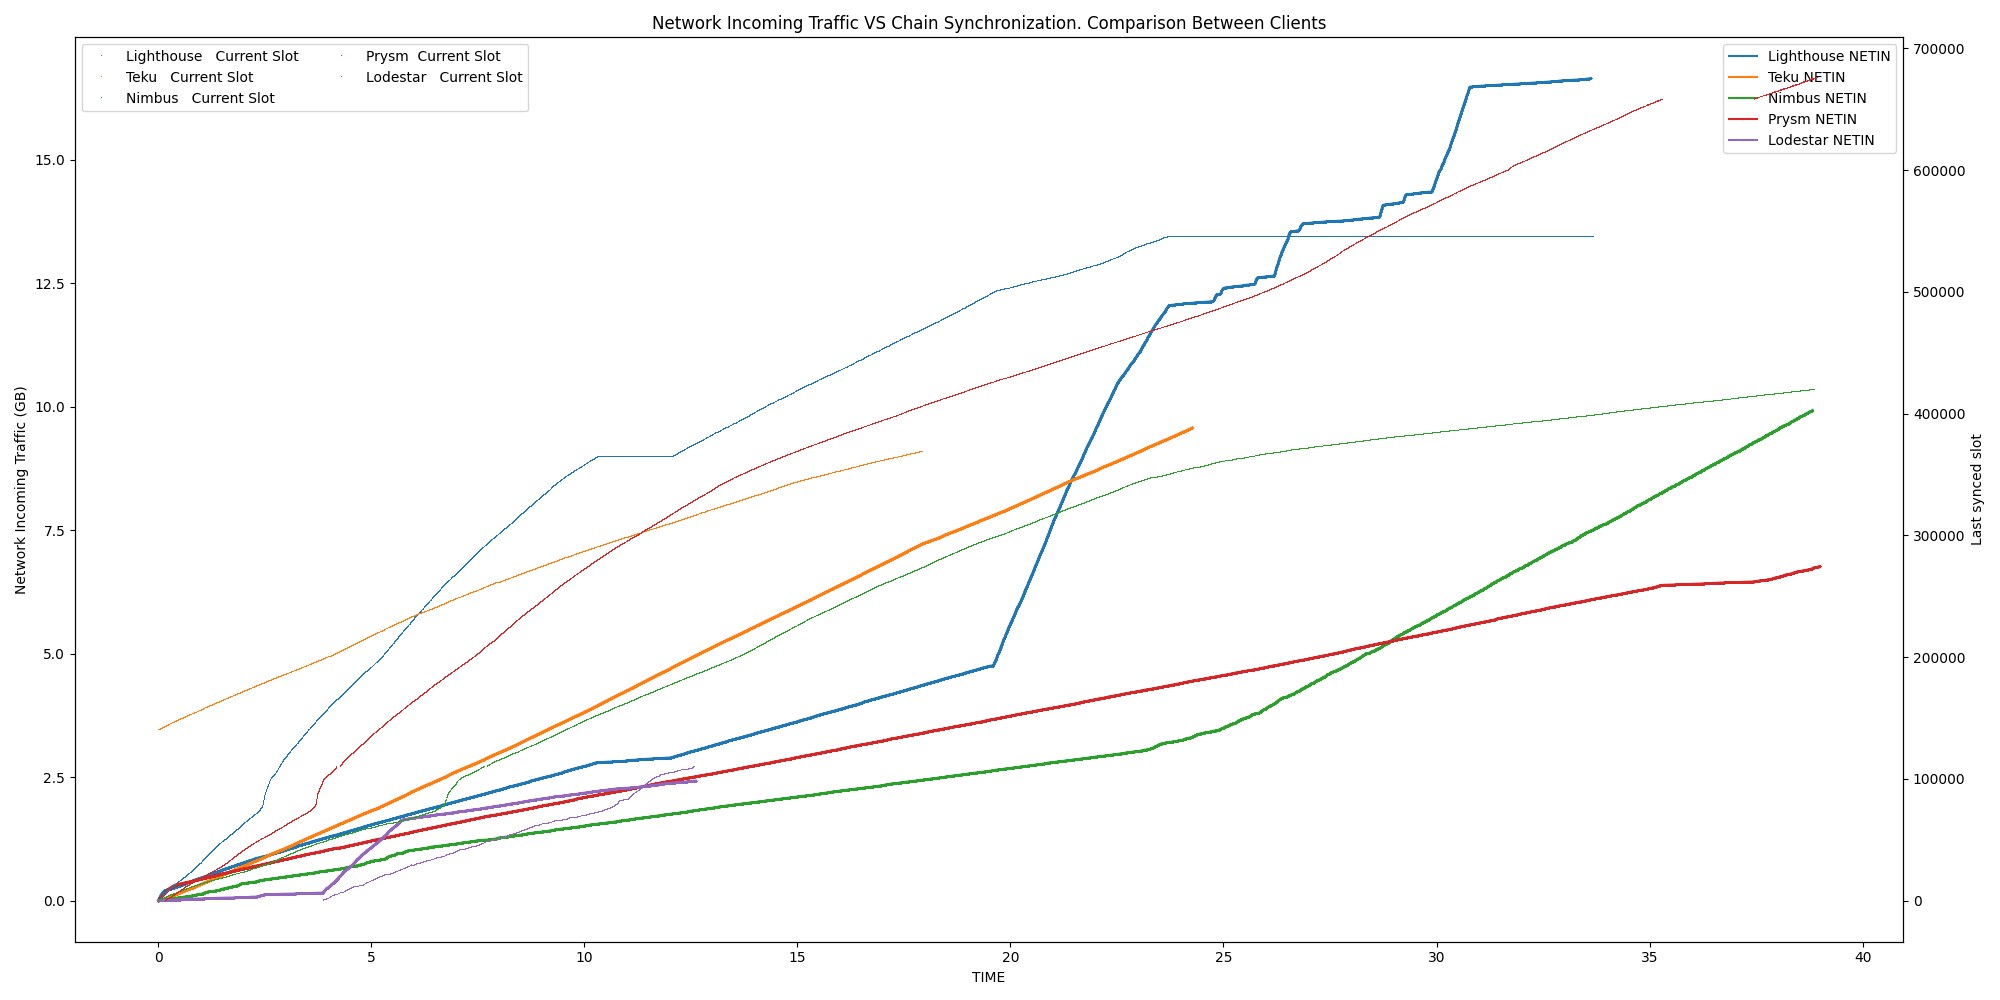 Network Incoming Traffic VS Chain Synchronization. Comparison Between Clients
Lighthouse   Current Slot
Teku   Current Slot
Nimbus   Current Slot
Prysm  Current Slot
Lodestar   Current Slot
Lighthouse NETIN
Teku NETIN
Nimbus NETIN
Prysm NETIN
Lodestar NETIN
Network Incoming Traffic (GB)
15.0
12.5
10.0
7.5
5.0
2.5
0.0
700000
600000
500000
400000
300000
200000
100000
0
Last synced slot
0 5 10 15 20 25 30 35 40
TIME